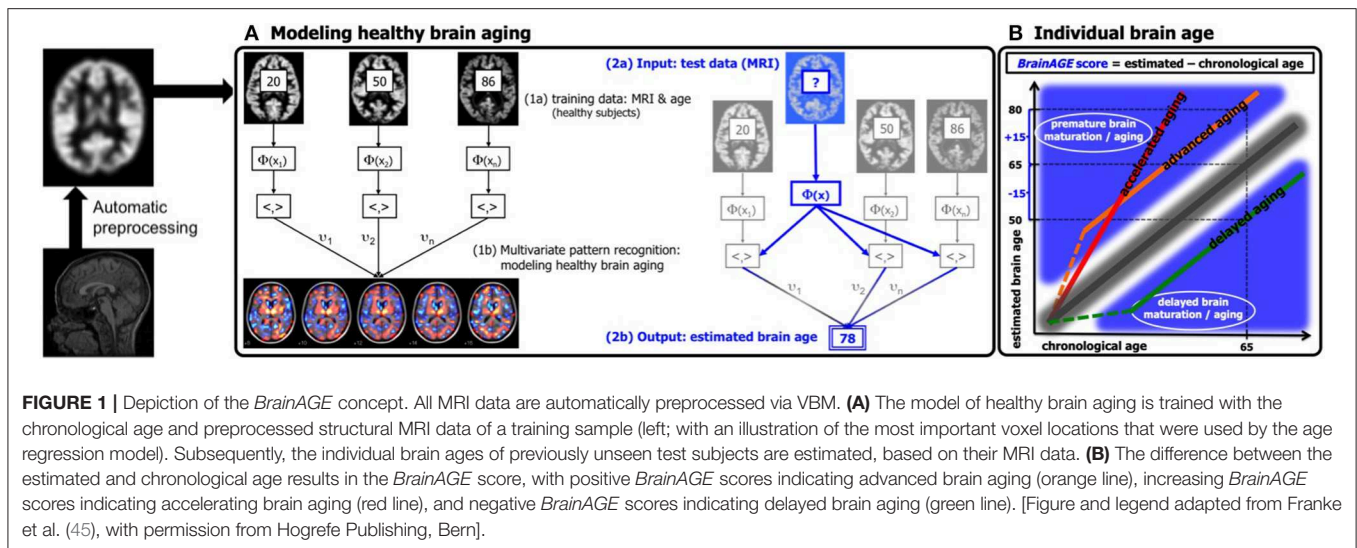 Automatic
preprocessing
A Modeling healthy brain aging
20
50
86
(1a) training data: MRI & age
(healthy subjects)
Φ(x₁)
Φ(x₂)
Φ(xₙ)
<,>
<,>
<,>
υ₁
υ₂
υₙ
(1b) Multivariate pattern recognition:
modeling healthy brain aging
(2a) Input: test data (MRI)
?
20
50
86
Φ(x)
Φ(x₁)
Φ(x₂)
Φ(xₙ)
<,>
<,>
<,>
υ₁
υ₂
υₙ
(2b) Output: estimated brain age
78
B Individual brain age
BrainAGE score = estimated – chronological age
estimated brain age
80
+15
65
-15
50
premature brain
maturation / aging
accelerated aging
advanced aging
delayed aging
delayed brain
maturation / aging
chronological age
65
FIGURE 1 | Depiction of the BrainAGE concept. All MRI data are automatically preprocessed via VBM. (A) The model of healthy brain aging is trained with the
chronological age and preprocessed structural MRI data of a training sample (left; with an illustration of the most important voxel locations that were used by the age
regression model). Subsequently, the individual brain ages of previously unseen test subjects are estimated, based on their MRI data. (B) The difference between the
estimated and chronological age results in the BrainAGE score, with positive BrainAGE scores indicating advanced brain aging (orange line), increasing BrainAGE
scores indicating accelerating brain aging (red line), and negative BrainAGE scores indicating delayed brain aging (green line). [Figure and legend adapted from Franke
et al. (45), with permission from Hogrefe Publishing, Bern].